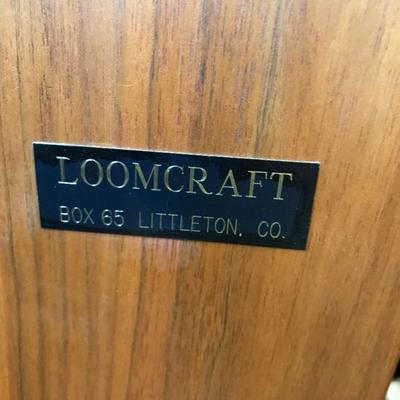 LOOMCRAFT
BOX 65 LITTLETON, CO.